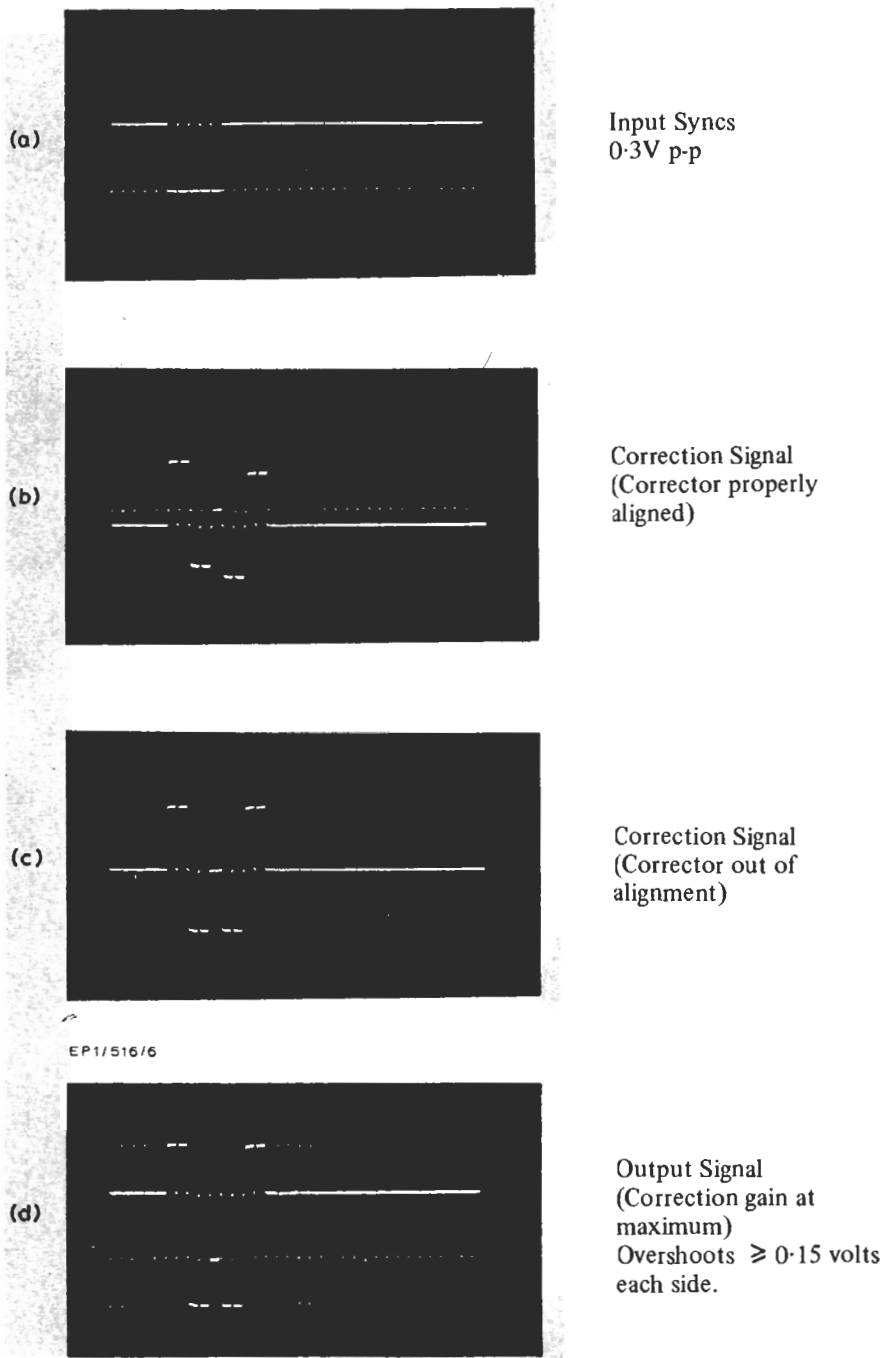 (a)
Input Syncs
0·3V p-p
(b)
Correction Signal
(Corrector properly
aligned)
(c)
Correction Signal
(Corrector out of
alignment)
EP1/516/6
(d)
Output Signal
(Correction gain at
maximum)
Overshoots ⩾ 0·15 volts
each side.